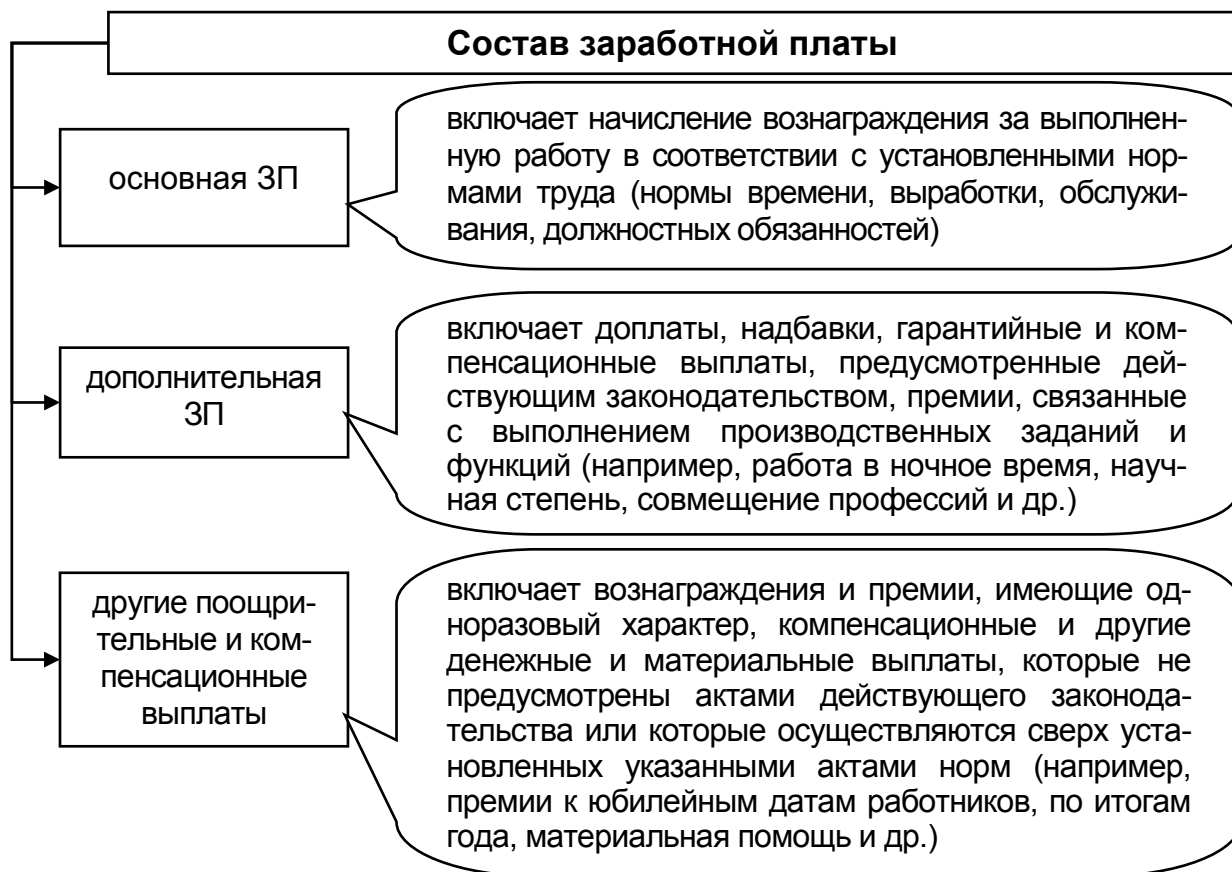 Состав заработной платы
основная ЗП
включает начисление вознаграждения за выполнен-
ную работу в соответствии с установленными нор-
мами труда (нормы времени, выработки, обслужи-
вания, должностных обязанностей)
дополнительная
ЗП
включает доплаты, надбавки, гарантийные и ком-
пенсационные выплаты, предусмотренные дей-
ствующим законодательством, премии, связанные
с выполнением производственных заданий и
функций (например, работа в ночное время, науч-
ная степень, совмещение профессий и др.)
другие поощри-
тельные и ком-
пенсационные
выплаты
включает вознаграждения и премии, имеющие од-
норазовый характер, компенсационные и другие
денежные и материальные выплаты, которые не
предусмотрены актами действующего законода-
тельства или которые осуществляются сверх уста-
новленных указанными актами норм (например,
премии к юбилейным датам работников, по итогам
года, материальная помощь и др.)